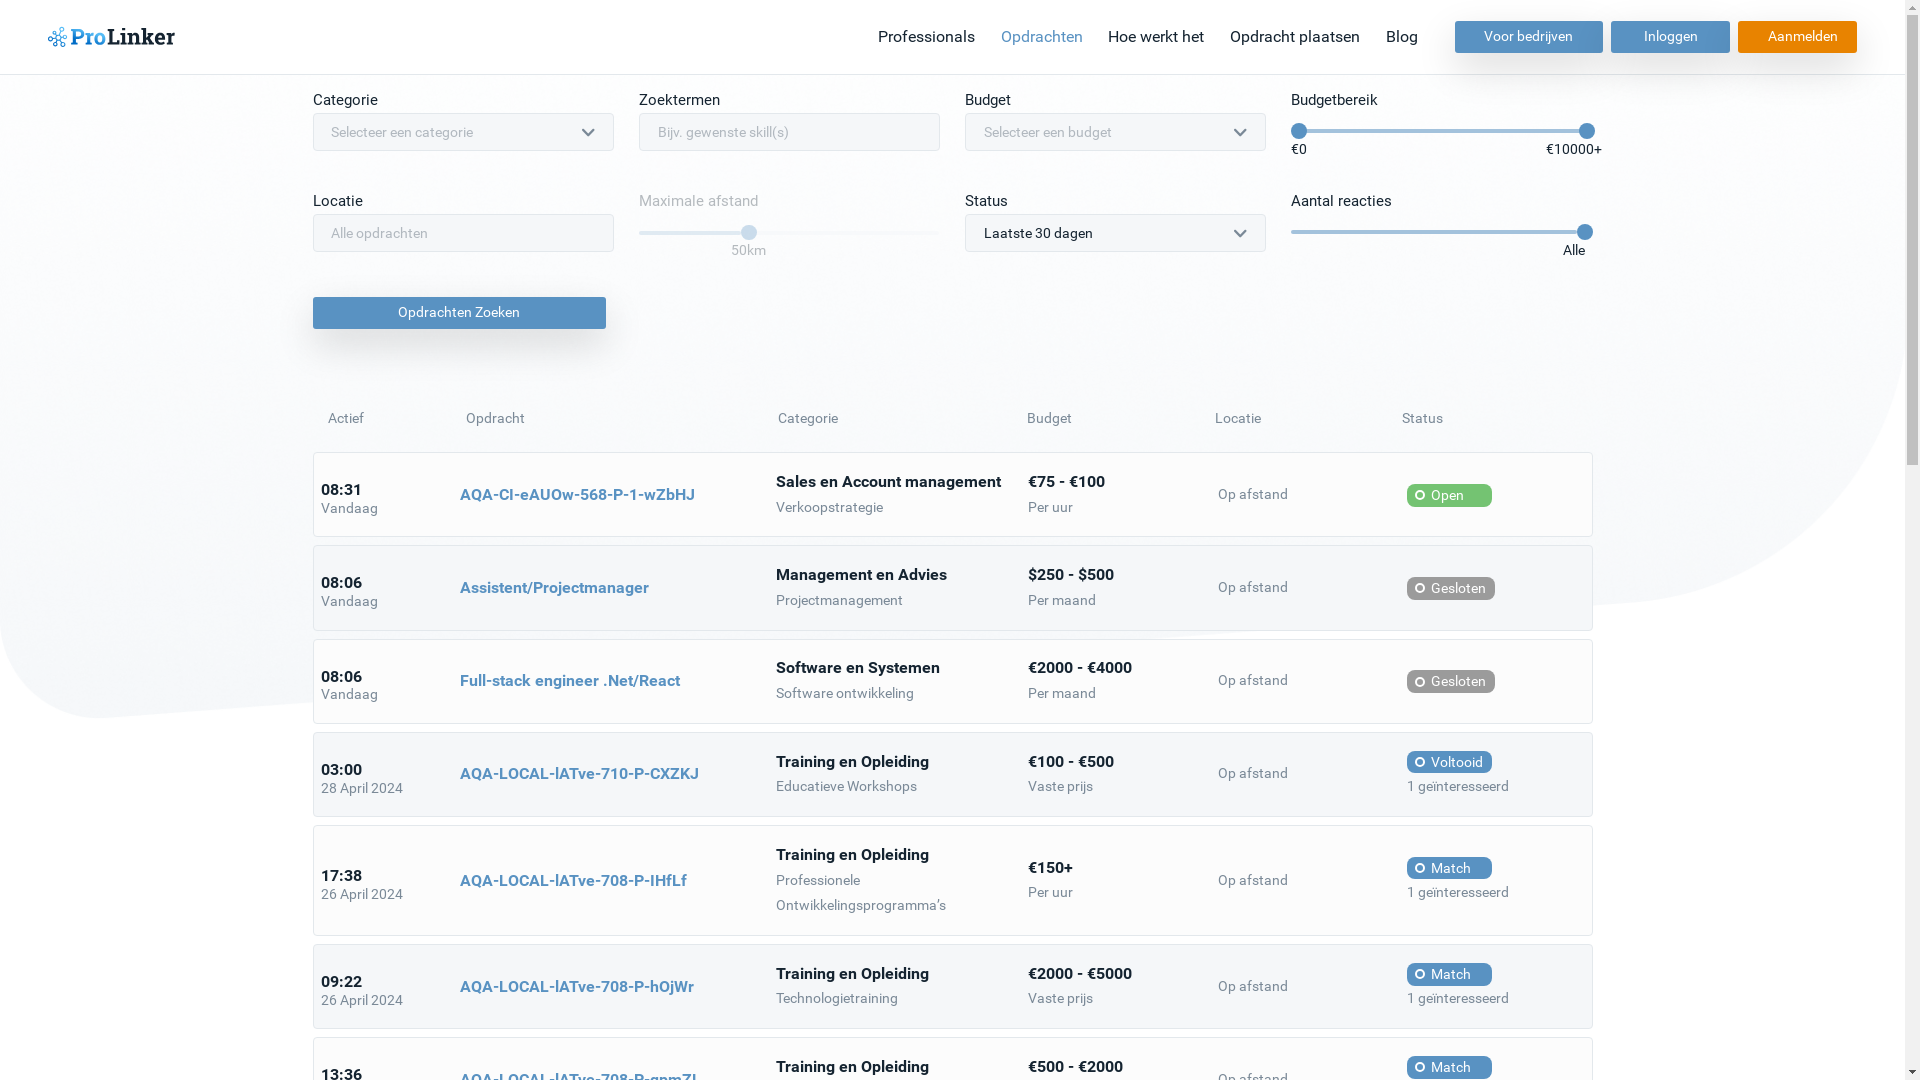 ProLinker
Professionals
Opdrachten
Hoe werkt het
Opdracht plaatsen
Blog
Voor bedrijven
Inloggen
Aanmelden
Categorie
Zoektermen
Budget
Budgetbereik
Selecteer een categorie
Bijv. gewenste skill(s)
Selecteer een budget
€0
€10000+
Locatie
Maximale afstand
Status
Aantal reacties
Alle opdrachten
50km
Laatste 30 dagen
Alle
Opdrachten Zoeken
Actief
Opdracht
Categorie
Budget
Locatie
Status
08:31
Vandaag
AQA-CI-eAUOw-568-P-1-wZbHJ
Sales en Account management
Verkoopstrategie
€75 - €100
Per uur
Op afstand
Open
08:06
Vandaag
Assistent/Projectmanager
Management en Advies
Projectmanagement
$250 - $500
Per maand
Op afstand
Gesloten
08:06
Vandaag
Full-stack engineer .Net/React
Software en Systemen
Software ontwikkeling
€2000 - €4000
Per maand
Op afstand
Gesloten
03:00
28 April 2024
AQA-LOCAL-lATve-710-P-CXZKJ
Training en Opleiding
Educatieve Workshops
€100 - €500
Vaste prijs
Op afstand
Voltooid
1 geïnteresseerd
17:38
26 April 2024
AQA-LOCAL-lATve-708-P-IHfLf
Training en Opleiding
Professionele
Ontwikkelingsprogramma’s
€150+
Per uur
Op afstand
Match
1 geïnteresseerd
09:22
26 April 2024
AQA-LOCAL-lATve-708-P-hOjWr
Training en Opleiding
Technologietraining
€2000 - €5000
Vaste prijs
Op afstand
Match
1 geïnteresseerd
13:36
Training en Opleiding
€500 - €2000
Op afstand
Match